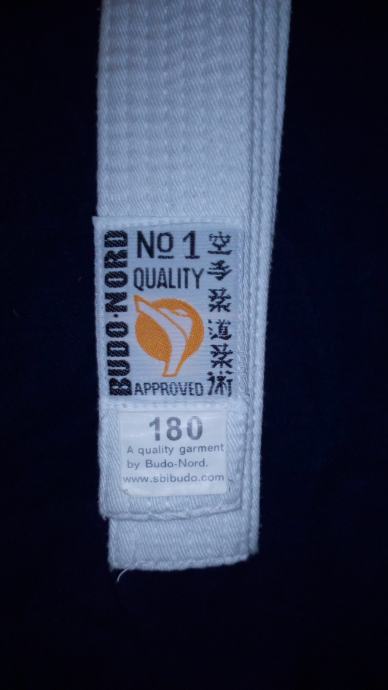 BUDO-NORD
No 1
QUALITY
APPROVED
空手柔道柔術
180
A quality garment
by Budo-Nord.
www.sbibudo.com